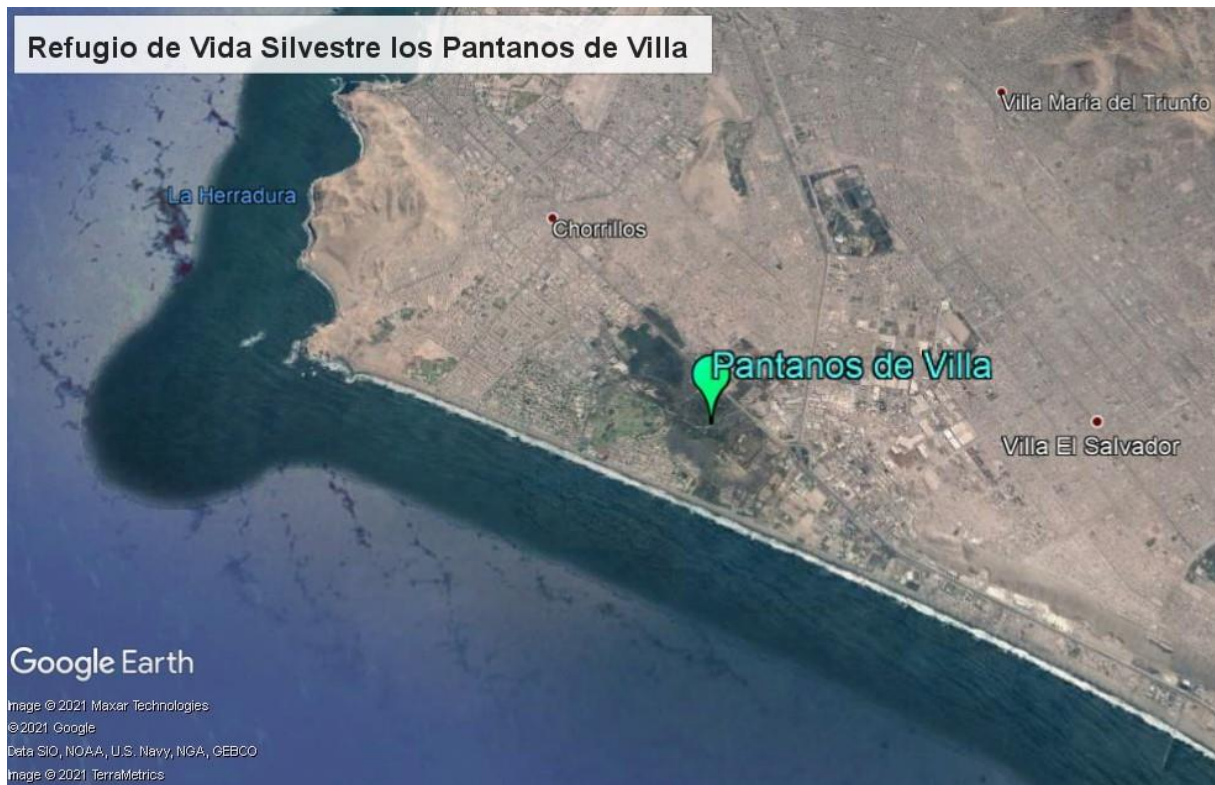 Refugio de Vida Silvestre los Pantanos de Villa
Villa María del Triunfo
La Herradura
Chorrillos
Pantanos de Villa
Villa El Salvador
Google Earth
Image © 2021 Maxar Technologies
© 2021 Google
Data SIO, NOAA, U.S. Navy, NGA, GEBCO
Image © 2021 TerraMetrics